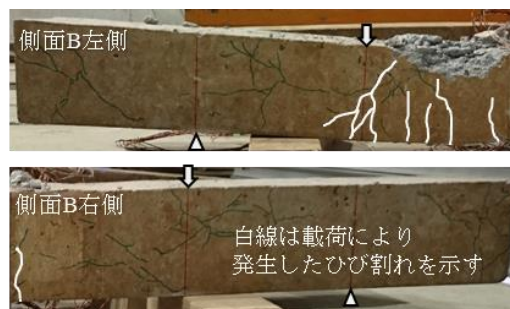 側面B左側
側面B右側
白線は載荷により
発生したひび割れを示す